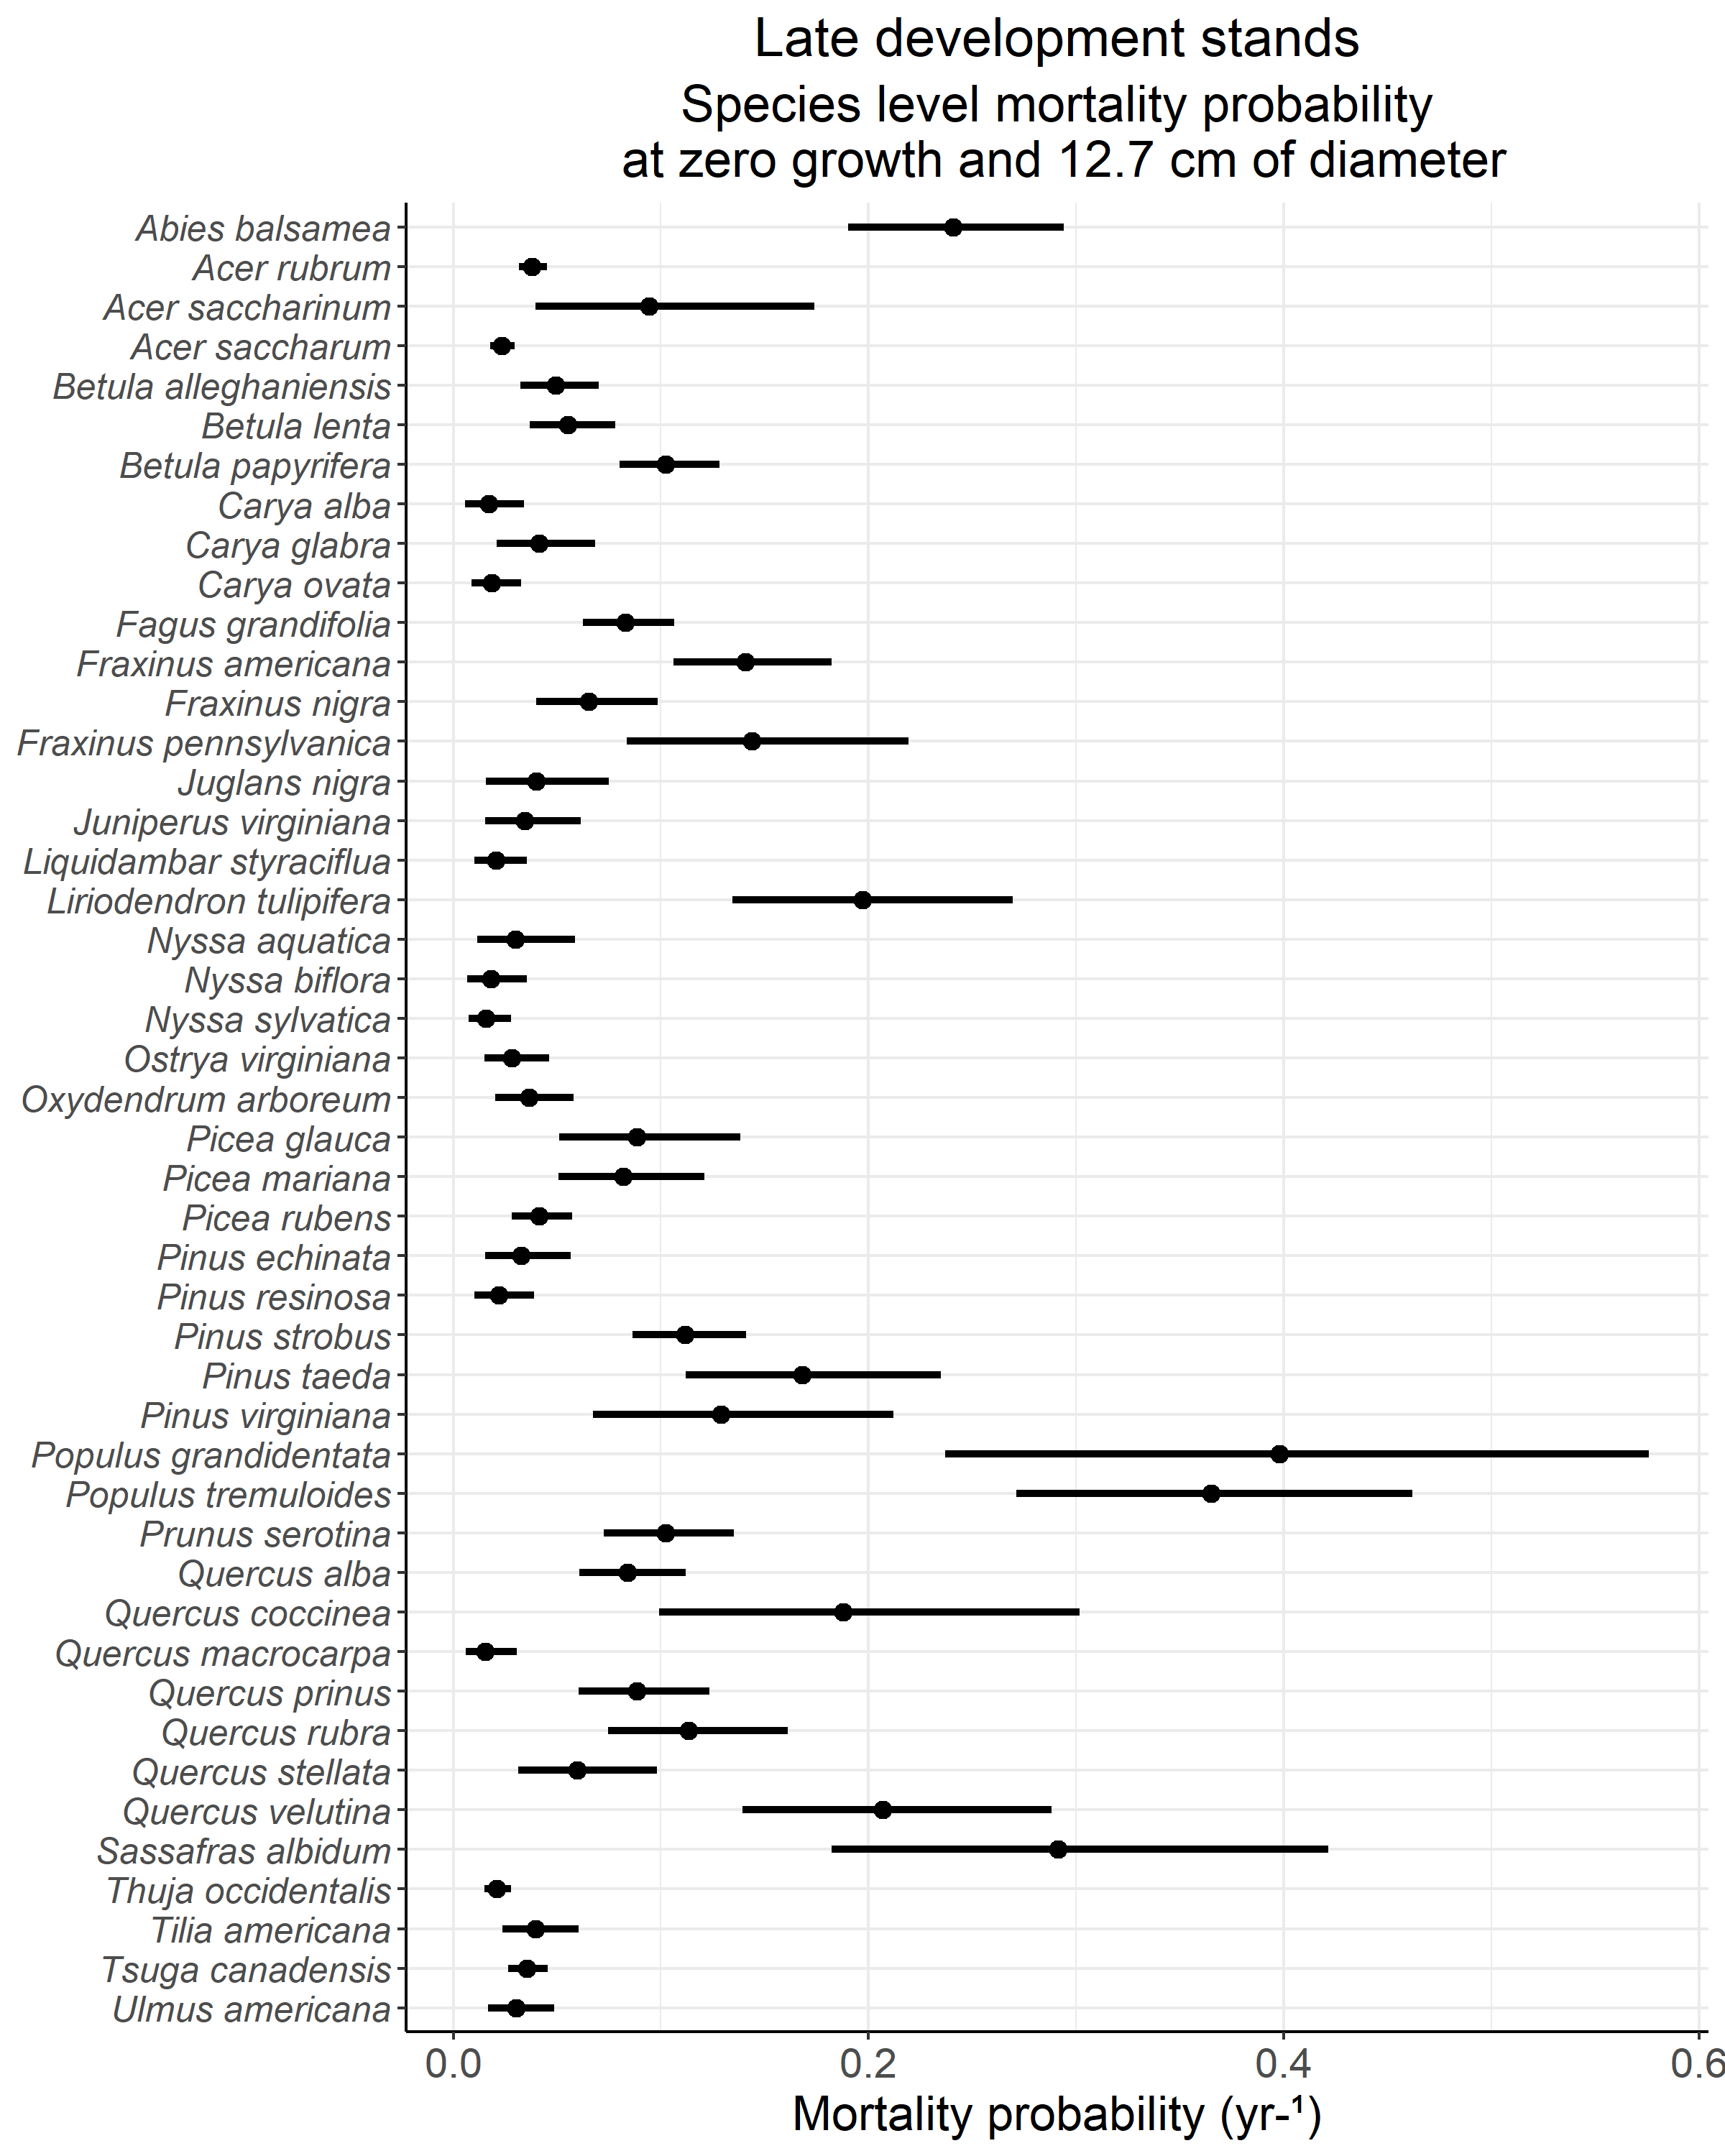 Late development stands
Species level mortality probability
at zero growth and 12.7 cm of diameter
Abies balsamea
Acer rubrum
Acer saccharinum
Acer saccharum
Betula alleghaniensis
Betula lenta
Betula papyrifera
Carya alba
Carya glabra
Carya ovata
Fagus grandifolia
Fraxinus americana
Fraxinus nigra
Fraxinus pennsylvanica
Juglans nigra
Juniperus virginiana
Liquidambar styraciflua
Liriodendron tulipifera
Nyssa aquatica
Nyssa biflora
Nyssa sylvatica
Ostrya virginiana
Oxydendrum arboreum
Picea glauca
Picea mariana
Picea rubens
Pinus echinata
Pinus resinosa
Pinus strobus
Pinus taeda
Pinus virginiana
Populus grandidentata
Populus tremuloides
Prunus serotina
Quercus alba
Quercus coccinea
Quercus macrocarpa
Quercus prinus
Quercus rubra
Quercus stellata
Quercus velutina
Sassafras albidum
Thuja occidentalis
Tilia americana
Tsuga canadensis
Ulmus americana
0.0 0.2 0.4 0.6
Mortality probability (yr-¹)